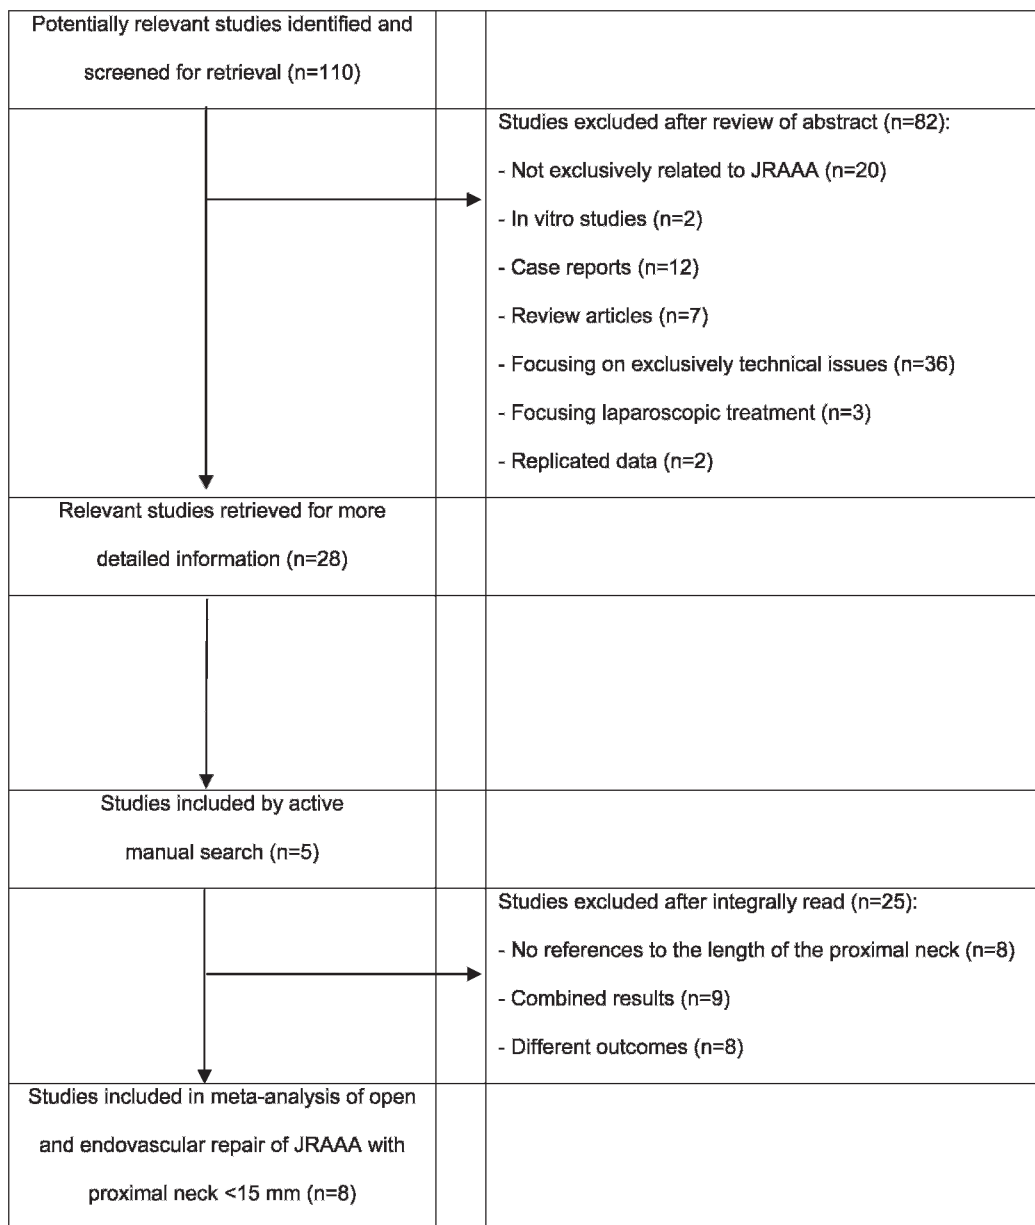 Potentially relevant studies identified and
screened for retrieval (n=110)
Studies excluded after review of abstract (n=82):
- Not exclusively related to JRAAA (n=20)
- In vitro studies (n=2)
- Case reports (n=12)
- Review articles (n=7)
- Focusing on exclusively technical issues (n=36)
- Focusing laparoscopic treatment (n=3)
- Replicated data (n=2)
Relevant studies retrieved for more
detailed information (n=28)
Studies included by active
manual search (n=5)
Studies excluded after integrally read (n=25):
- No references to the length of the proximal neck (n=8)
- Combined results (n=9)
- Different outcomes (n=8)
Studies included in meta-analysis of open
and endovascular repair of JRAAA with
proximal neck <15 mm (n=8)